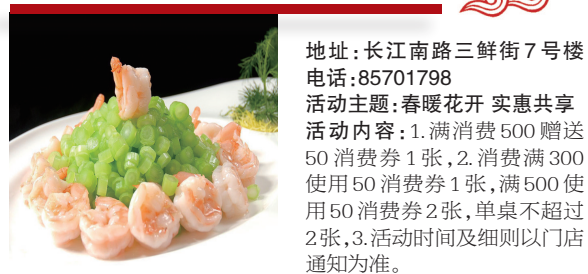 地址:长江南路三鲜街7号楼
电话:85701798
活动主题:春暖花开 实惠共享
活动内容:1.满消费500赠送
50消费券1张,2.消费满300
使用50消费券1张,满500使
用50消费券2张,单桌不超过
2张,3.活动时间及细则以门店
通知为准。